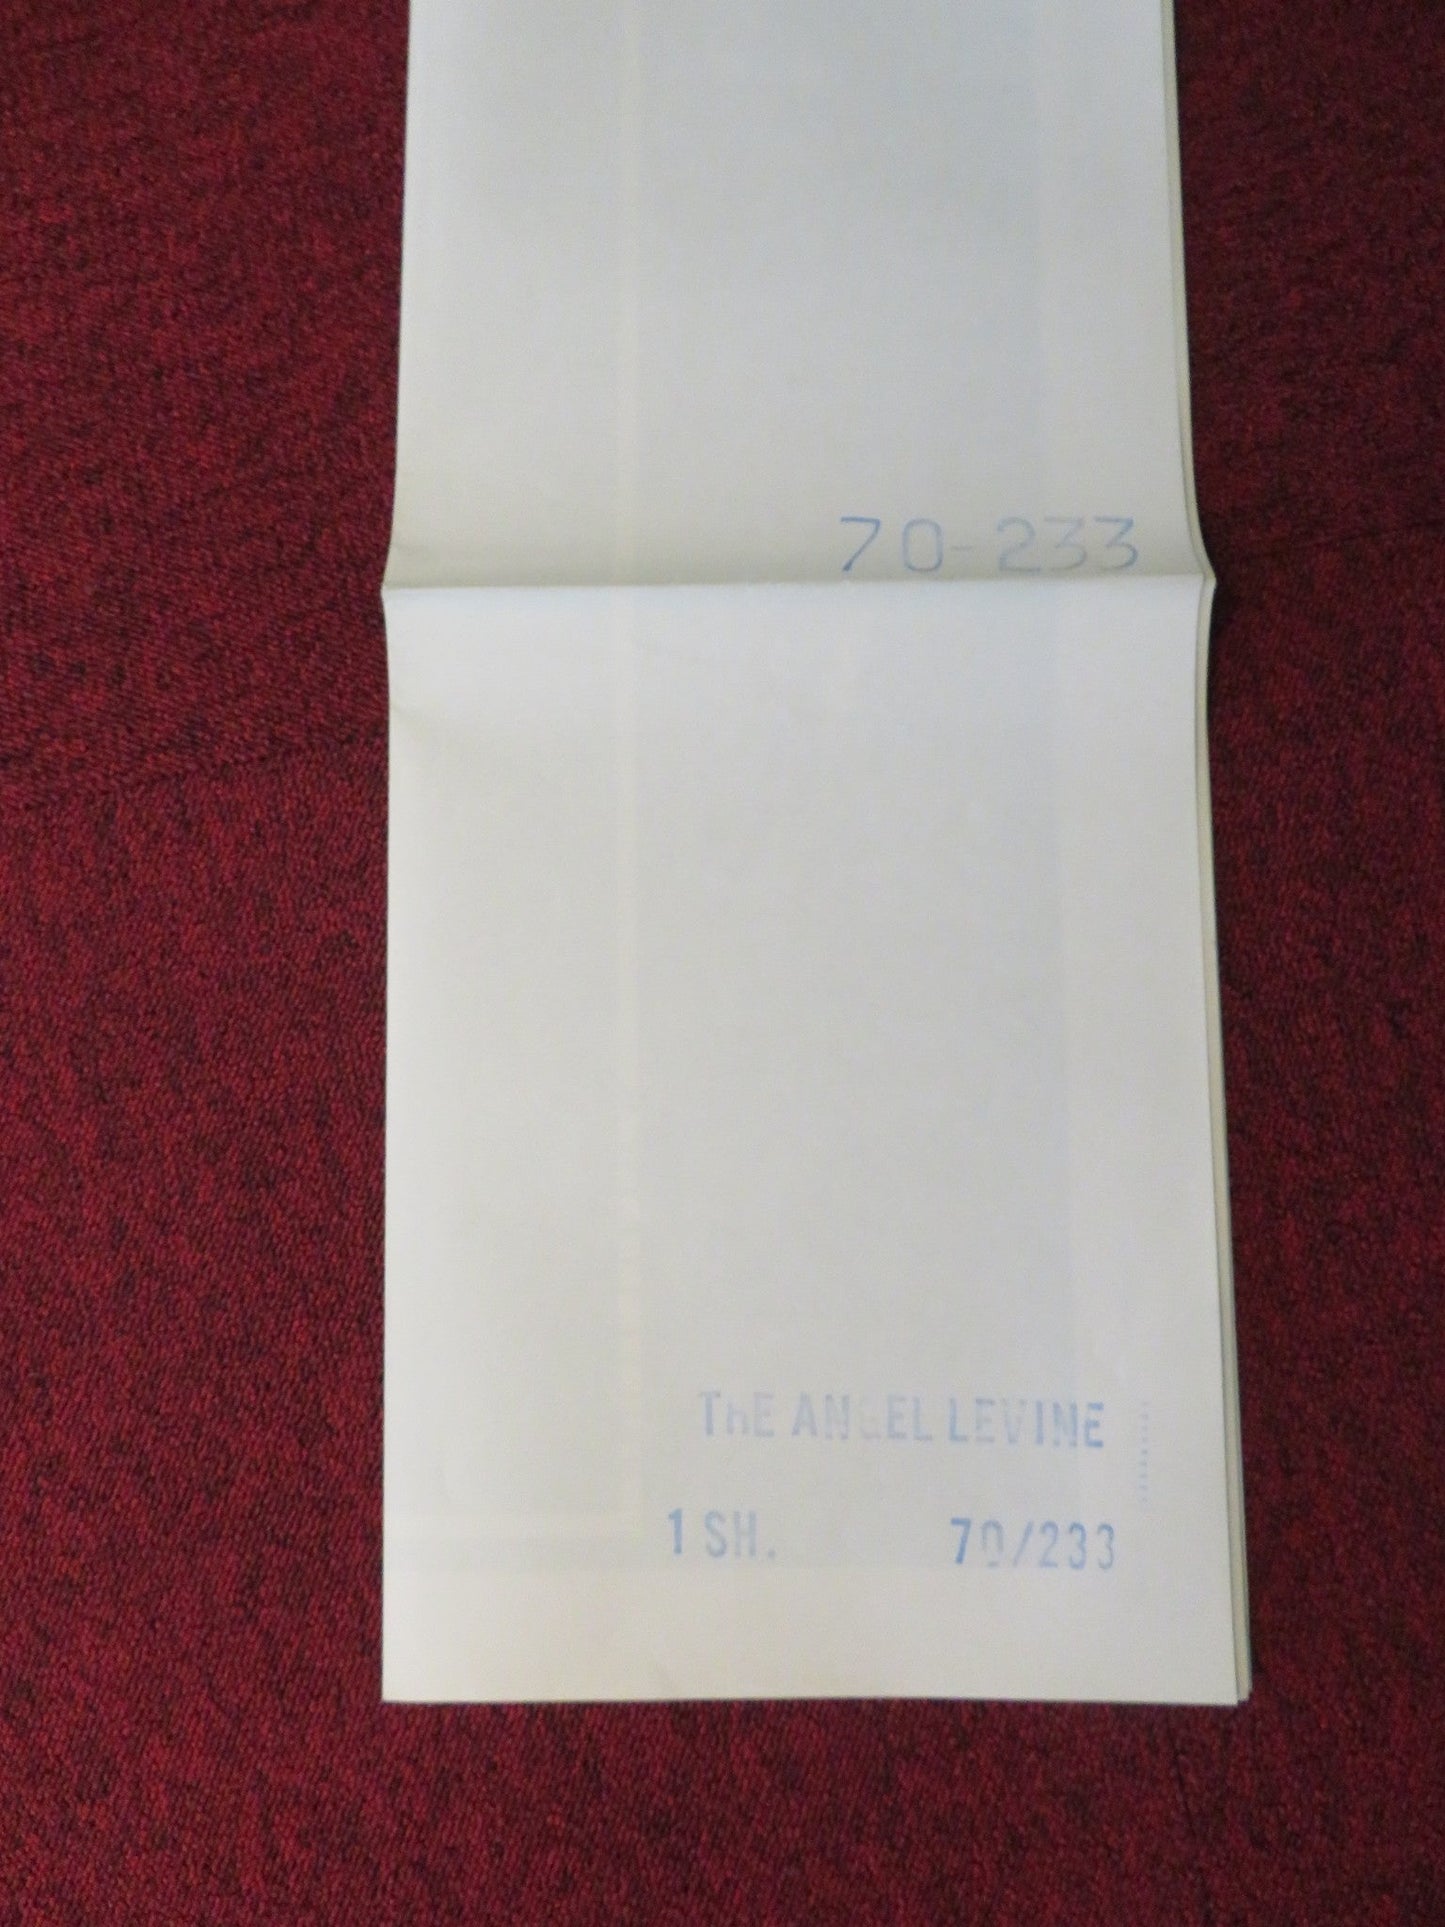 70-233
ThE ANGEL LEVINE
1 SH. 70/233